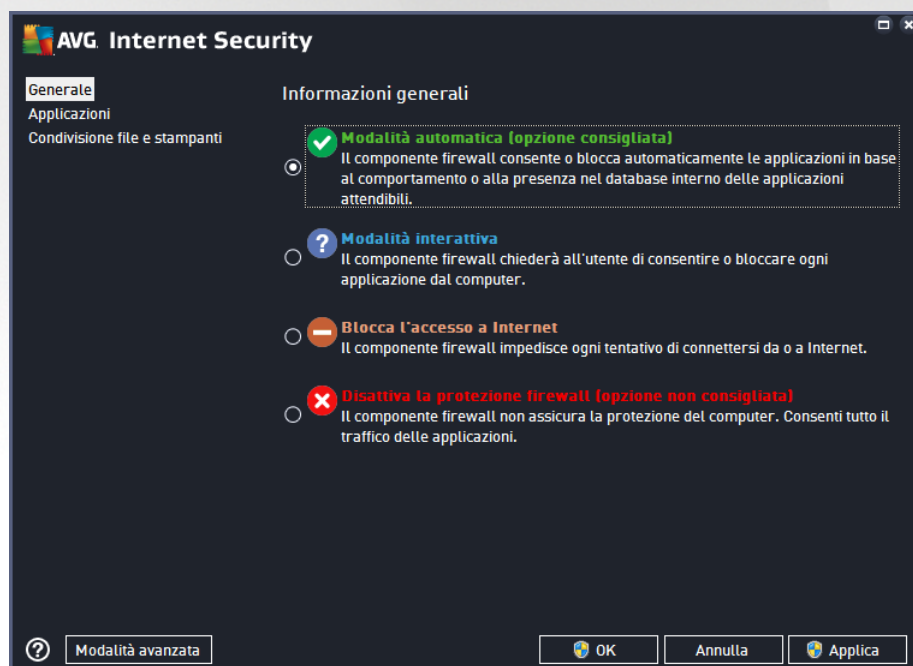 AVG. Internet Security
Generale
Applicazioni
Condivisione file e stampanti
Informazioni generali
Modalità automatica (opzione consigliata)
Il componente firewall consente o blocca automaticamente le applicazioni in base
al comportamento o alla presenza nel database interno delle applicazioni
attendibili.
Modalità interattiva
Il componente firewall chiederà all'utente di consentire o bloccare ogni
applicazione dal computer.
Blocca l'accesso a Internet
Il componente firewall impedisce ogni tentativo di connettersi da o a Internet.
Disattiva la protezione firewall (opzione non consigliata)
Il componente firewall non assicura la protezione del computer. Consenti tutto il
traffico delle applicazioni.
Modalità avanzata
OK
Annulla
Applica